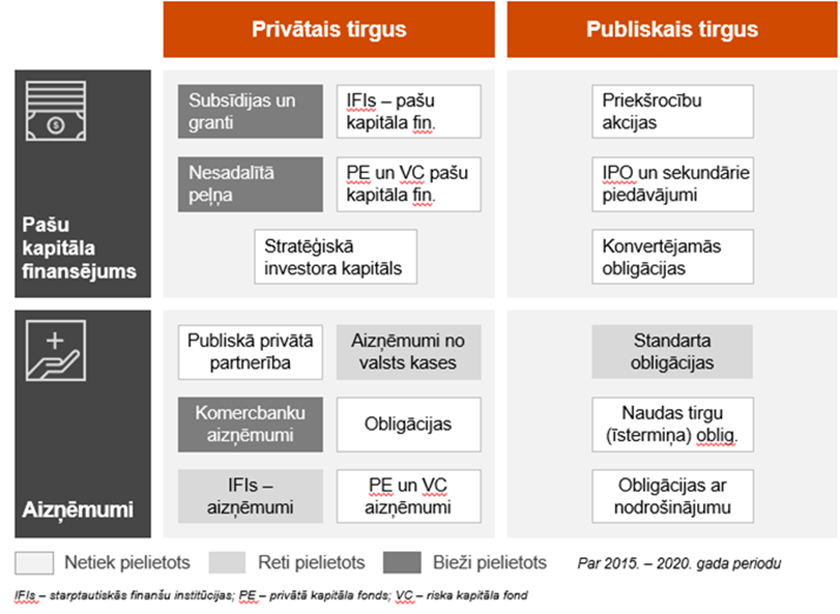 Privātais tirgus
Publiskais tirgus
Pašu
kapitāla
finansējums
Subsīdijas un
granti
IFIs – pašu
kapitāla fin.
Nesadalītā
peļņa
PE un VC pašu
kapitāla fin.
Stratēģiskā
investora kapitāls
Priekšrocību
akcijas
IPO un sekundārie
piedāvājumi
Konvertējamās
obligācijas
Aizņēmumi
Publiskā privātā
partnerība
Aizņēmumi no
valsts kases
Komercbanku
aizņēmumi
Obligācijas
IFIs –
aizņēmumi
PE un VC
aizņēmumi
Standarta
obligācijas
Naudas tirgu
(īstermiņa) oblig.
Obligācijas ar
nodrošinājumu
Netiek pielietots
Reti pielietots
Bieži pielietots
Par 2015. – 2020. gada periodu
IFIs – starptautiskās finanšu institūcijas; PE – privātā kapitāla fonds; VC – riska kapitāla fond